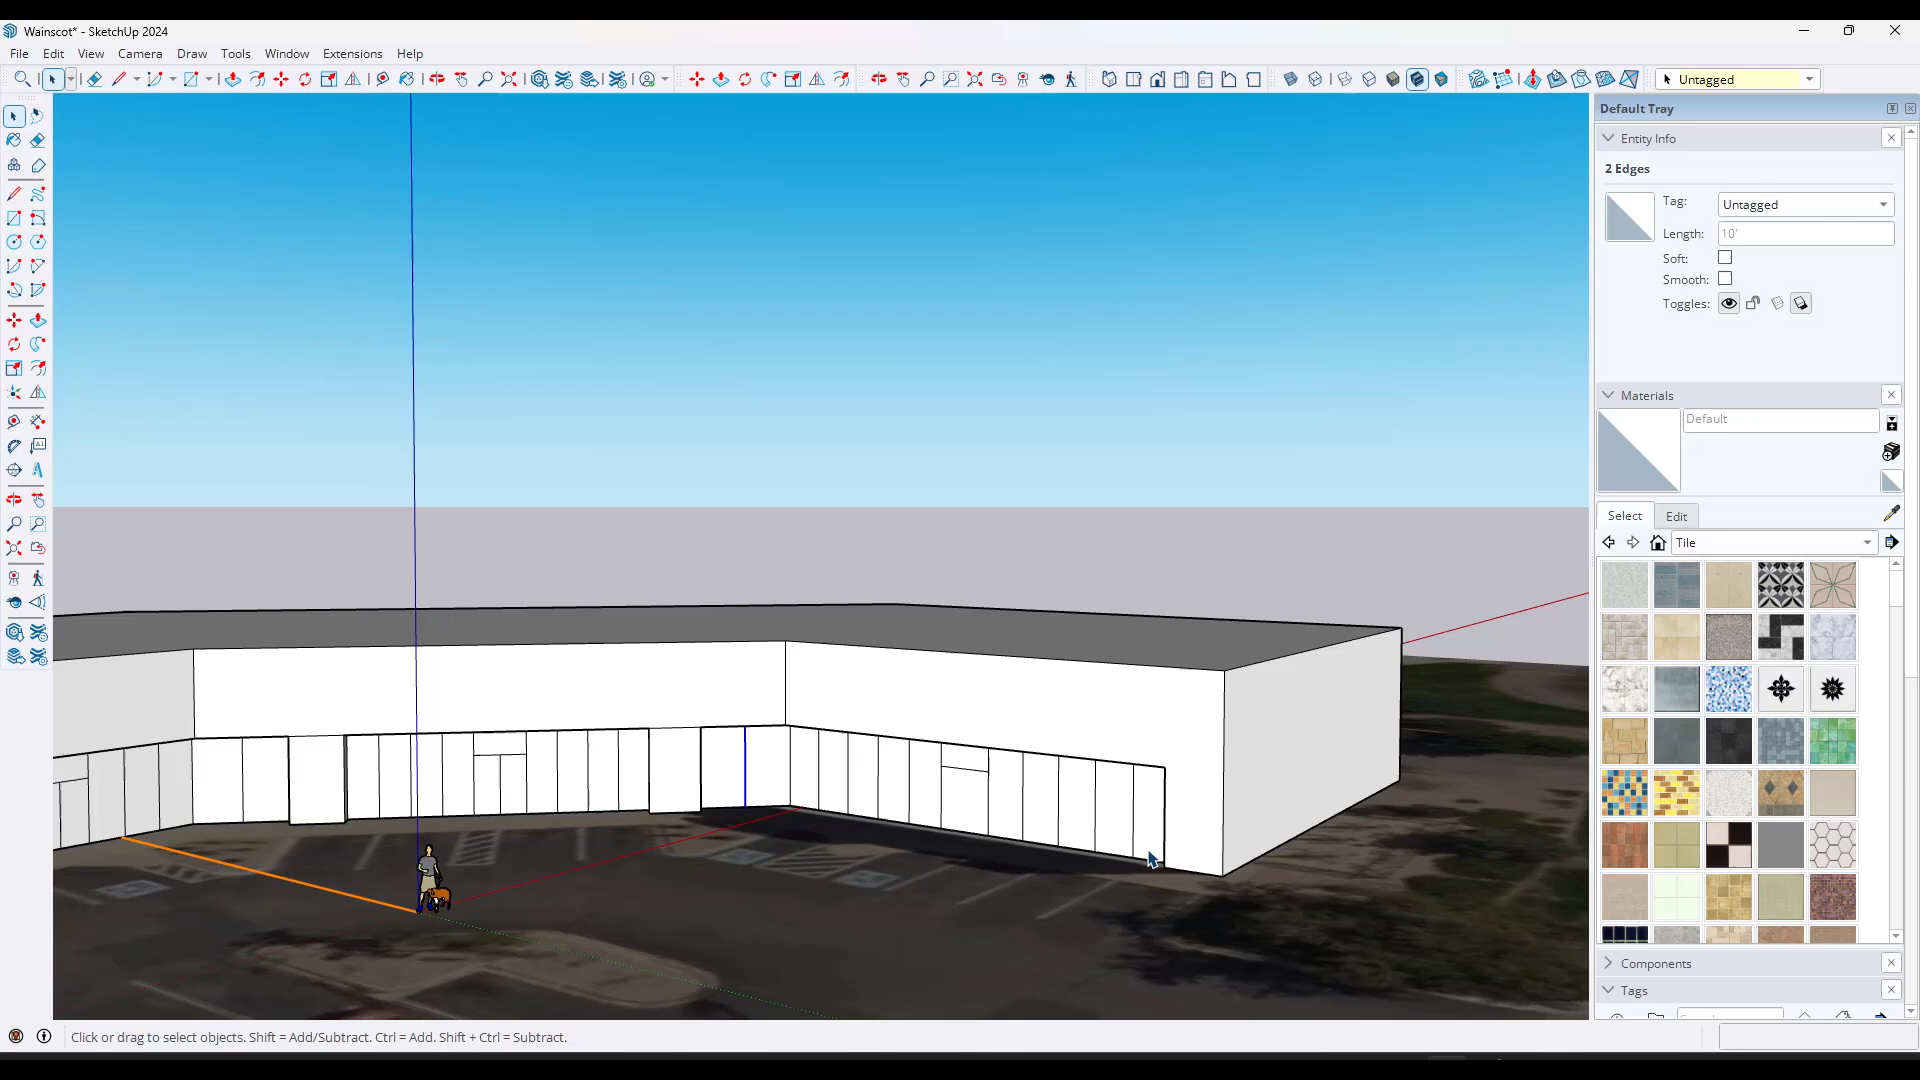 Wainscot* - SketchUp 2024
File Edit View Camera Draw Tools Window Extensions Help
Untagged
Default Tray
Entity Info
2 Edges
Tag: Untagged
Length: 10'
Soft:
Smooth:
Toggles:
Materials
Default
Select Edit
Tile
Components
Tags
Click or drag to select objects. Shift = Add/Subtract. Ctrl = Add. Shift + Ctrl = Subtract.